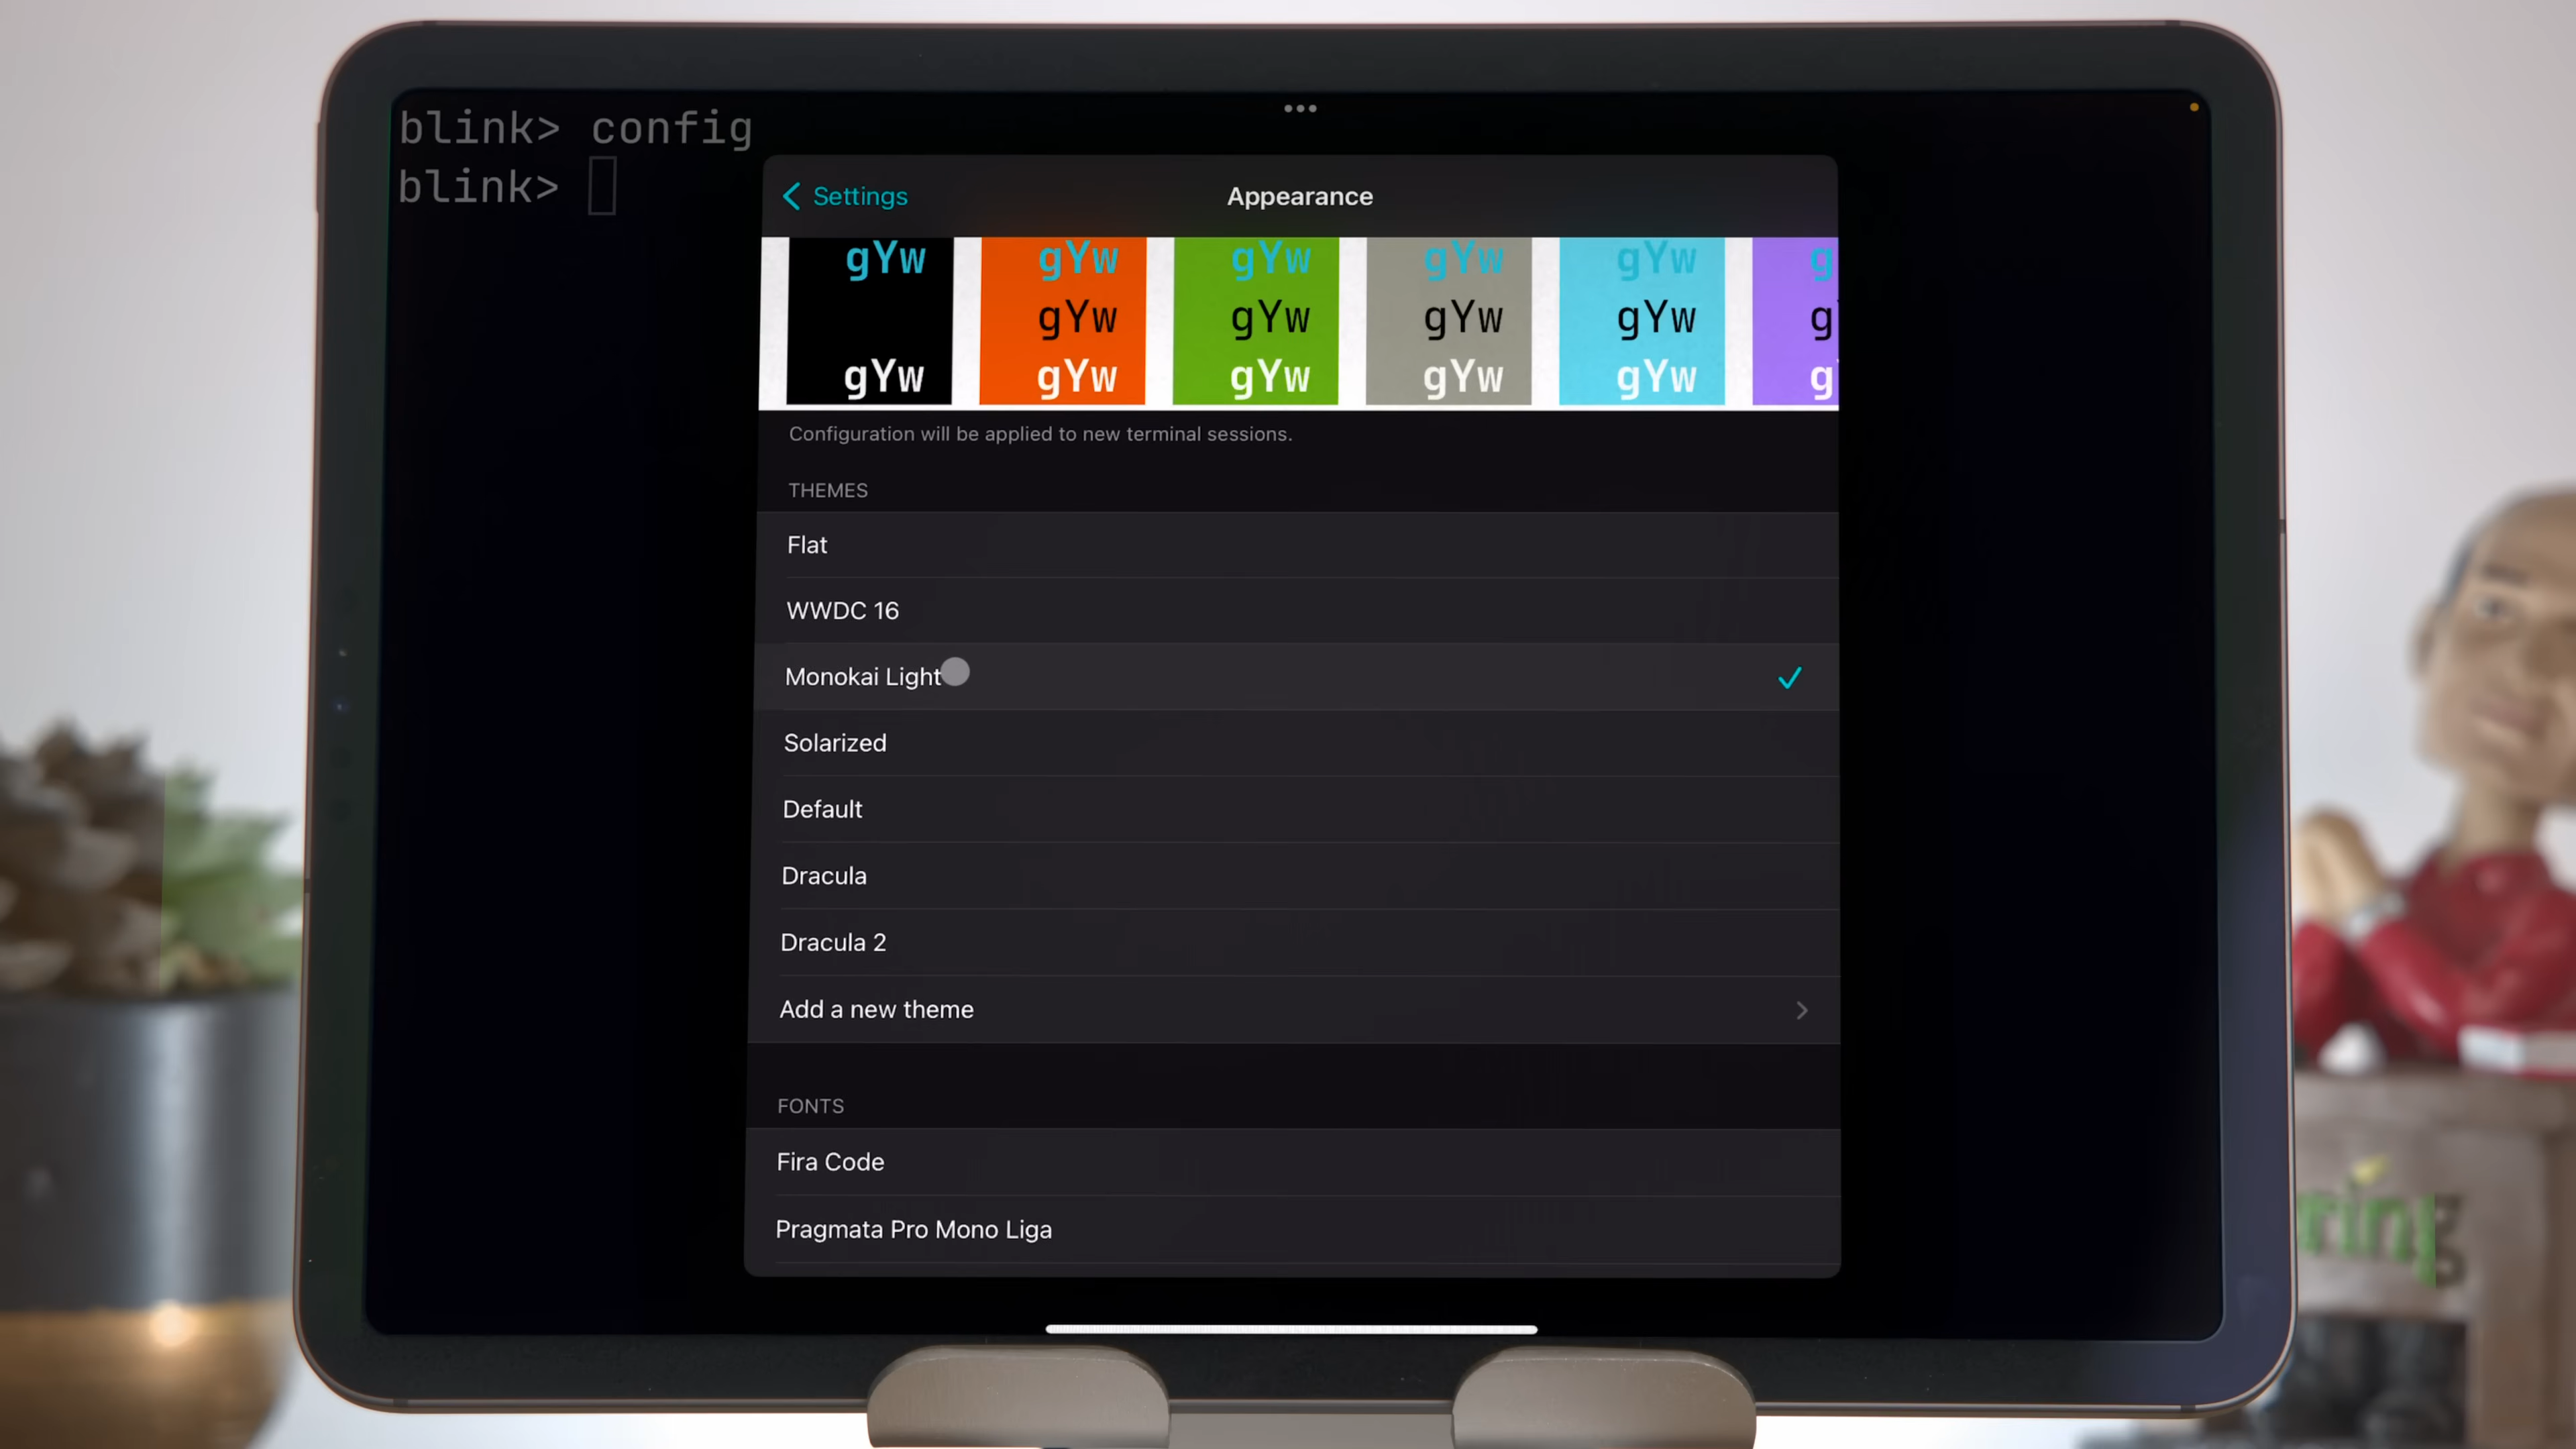 blink> config
blink>
Settings
Appearance
gYw gYw gYw gYw gYw g
gYw gYw gYw gYw g
gYw gYw gYw gYw gYw g
Configuration will be applied to new terminal sessions.
THEMES
Flat
WWDC 16
Monokai Light
Solarized
Default
Dracula
Dracula 2
Add a new theme
FONTS
Fira Code
Pragmata Pro Mono Liga
ring